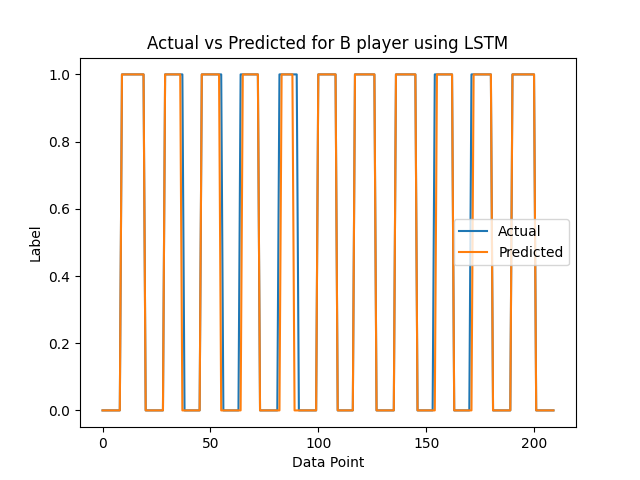 Actual vs Predicted for B player using LSTM
1.0
0.8
0.6
0.4
0.2
0.0
Label
Actual
Predicted
0 50 100 150 200
Data Point